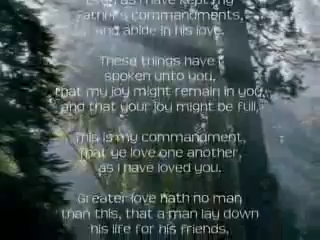 Even as I have kept my
Father's commandments,
and abide in his love.
These things have I
spoken unto you,
that my joy might remain in you,
and that your joy might be full,
This is my commandment,
That ye love one another,
as I have loved you.
Greater love hath no man
than this, that a man lay down
his life for his friends,